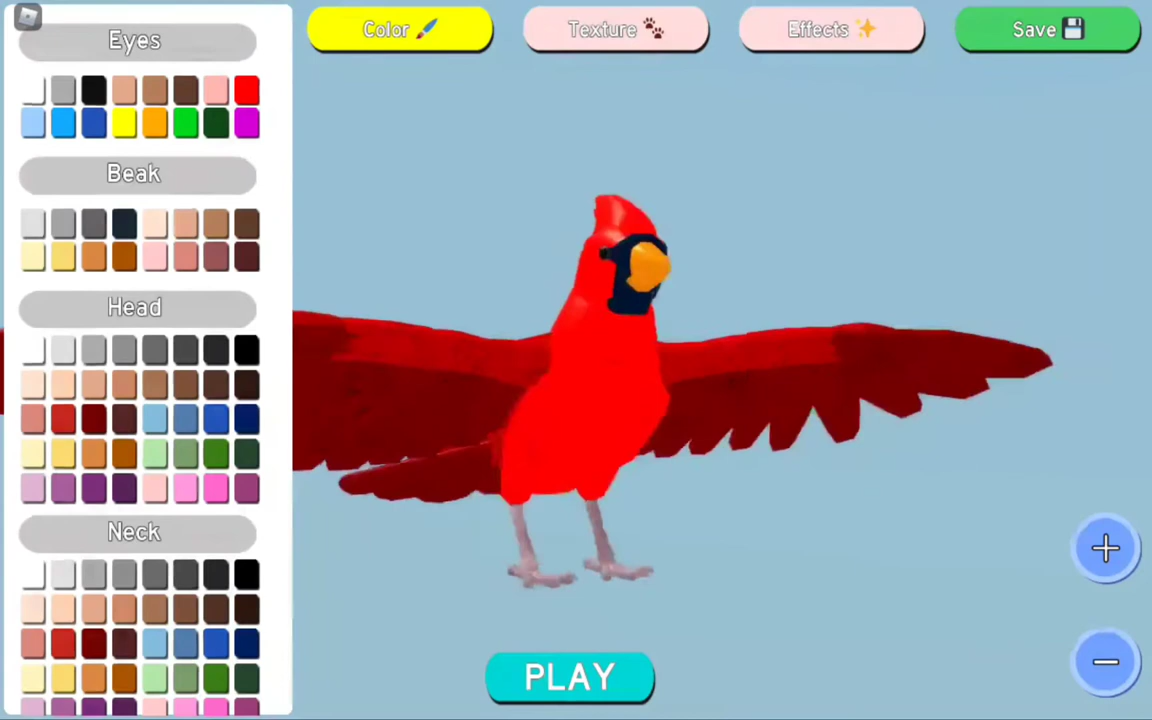 Eyes
Color
Texture
Effects
Save
Beak
Head
Neck
PLAY